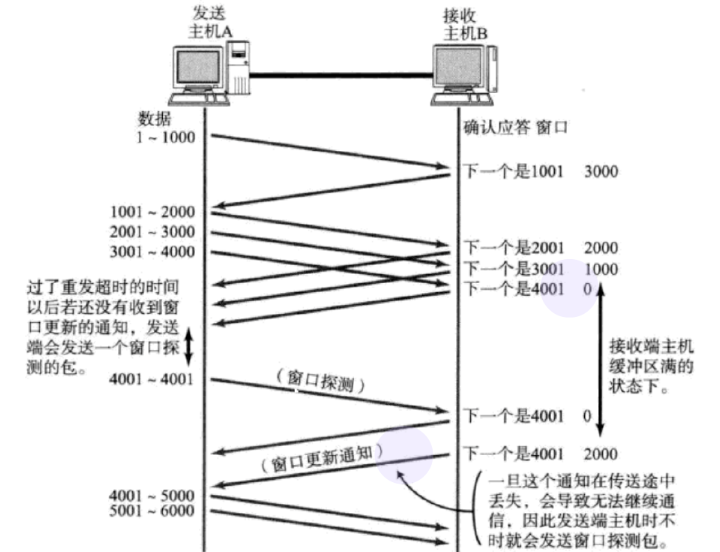 发送
主机A
接收
主机B
数据
确认应答 窗口
1 ~ 1000
下一个是1001 3000
1001 ~ 2000
2001 ~ 3000
3001 ~ 4000
下一个是2001 2000
下一个是3001 1000
下一个是4001 0
过了重发超时的时间
以后若还没有收到窗
口更新的通知，发送
端会发送一个窗口探
测的包。
接收端主机
缓冲区满的
状态下。
4001 ~ 4001
（窗口探测）
下一个是4001 0
下一个是4001 2000
（窗口更新通知）
一旦这个通知在传送途中
丢失，会导致无法继续通
信，因此发送端主机时不
时就会发送窗口探测包。
4001 ~ 5000
5001 ~ 6000